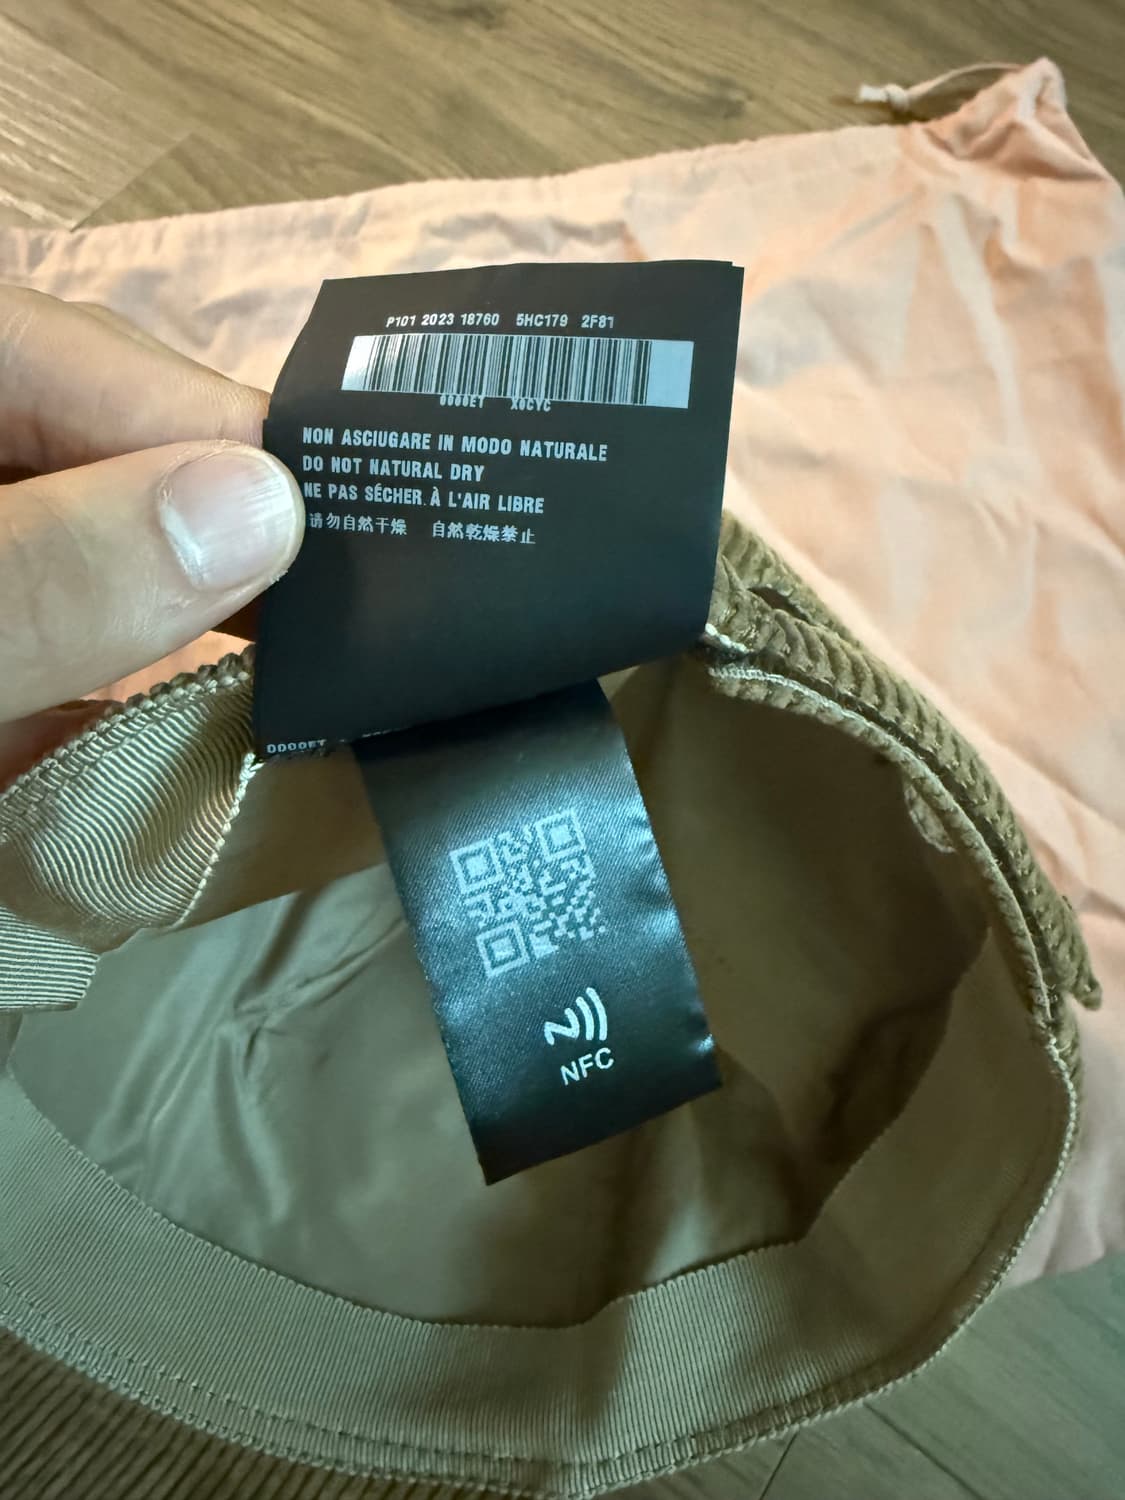 P101 2023 18760 5HC179 2F81
0000ET X0CYC
NON ASCIUGARE IN MODO NATURALE
DO NOT NATURAL DRY
NE PAS SÉCHER À L'AIR LIBRE
请勿自然干燥 自然乾燥禁止
0000ET
NFC